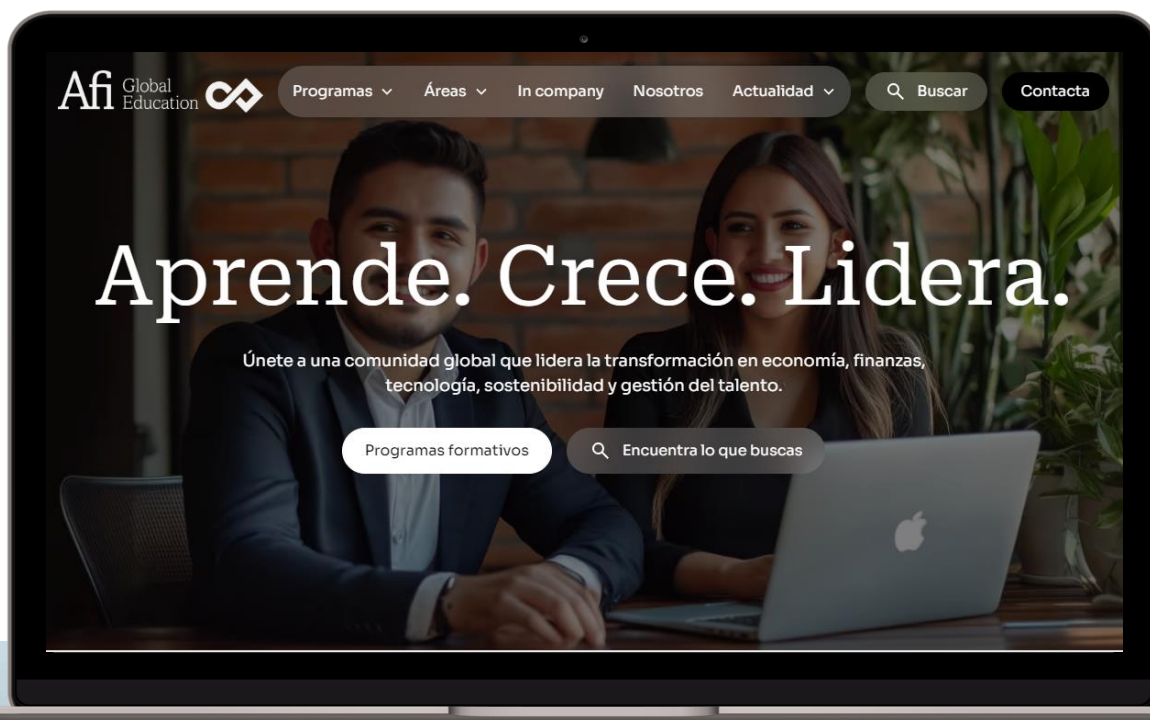 Afi Global Education
Programas
Áreas
In company
Nosotros
Actualidad
Buscar
Contacta
Aprende. Crece. Lidera.
Únete a una comunidad global que lidera la transformación en economía, finanzas,
tecnología, sostenibilidad y gestión del talento.
Programas formativos
Encuentra lo que buscas